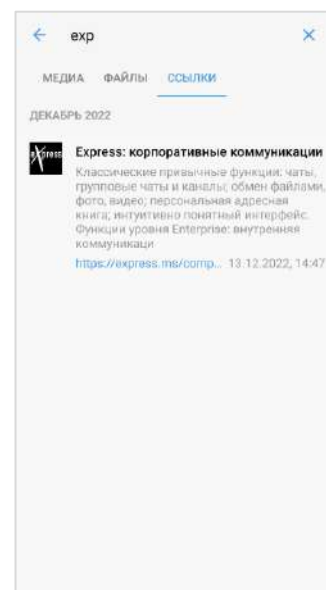 exp
МЕДИА ФАЙЛЫ ССЫЛКИ
ДЕКАБРЬ 2022
eXpress
Express: корпоративные коммуникации
Классические привычные функции: чаты,
групповые чаты и каналы; обмен файлами,
фото, видео; персональная адресная
книга; интуитивно понятный интерфейс.
Функции уровня Enterprise: внутренняя
коммуникаци
https://express.ms/comp... 13.12.2022, 14:47